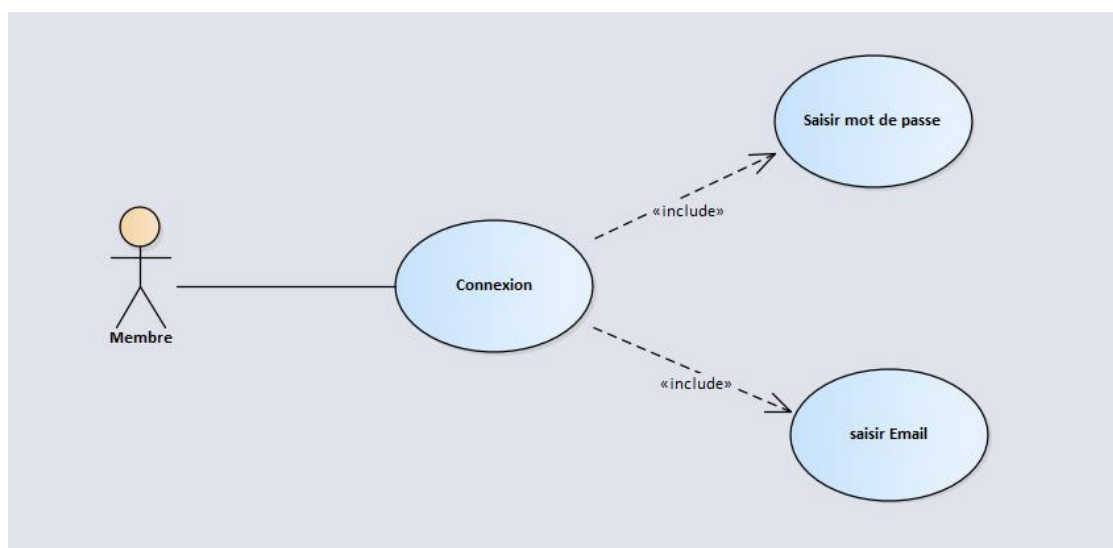 Saisir mot de passe
«include»
Connexion
Membre
«include»
saisir Email